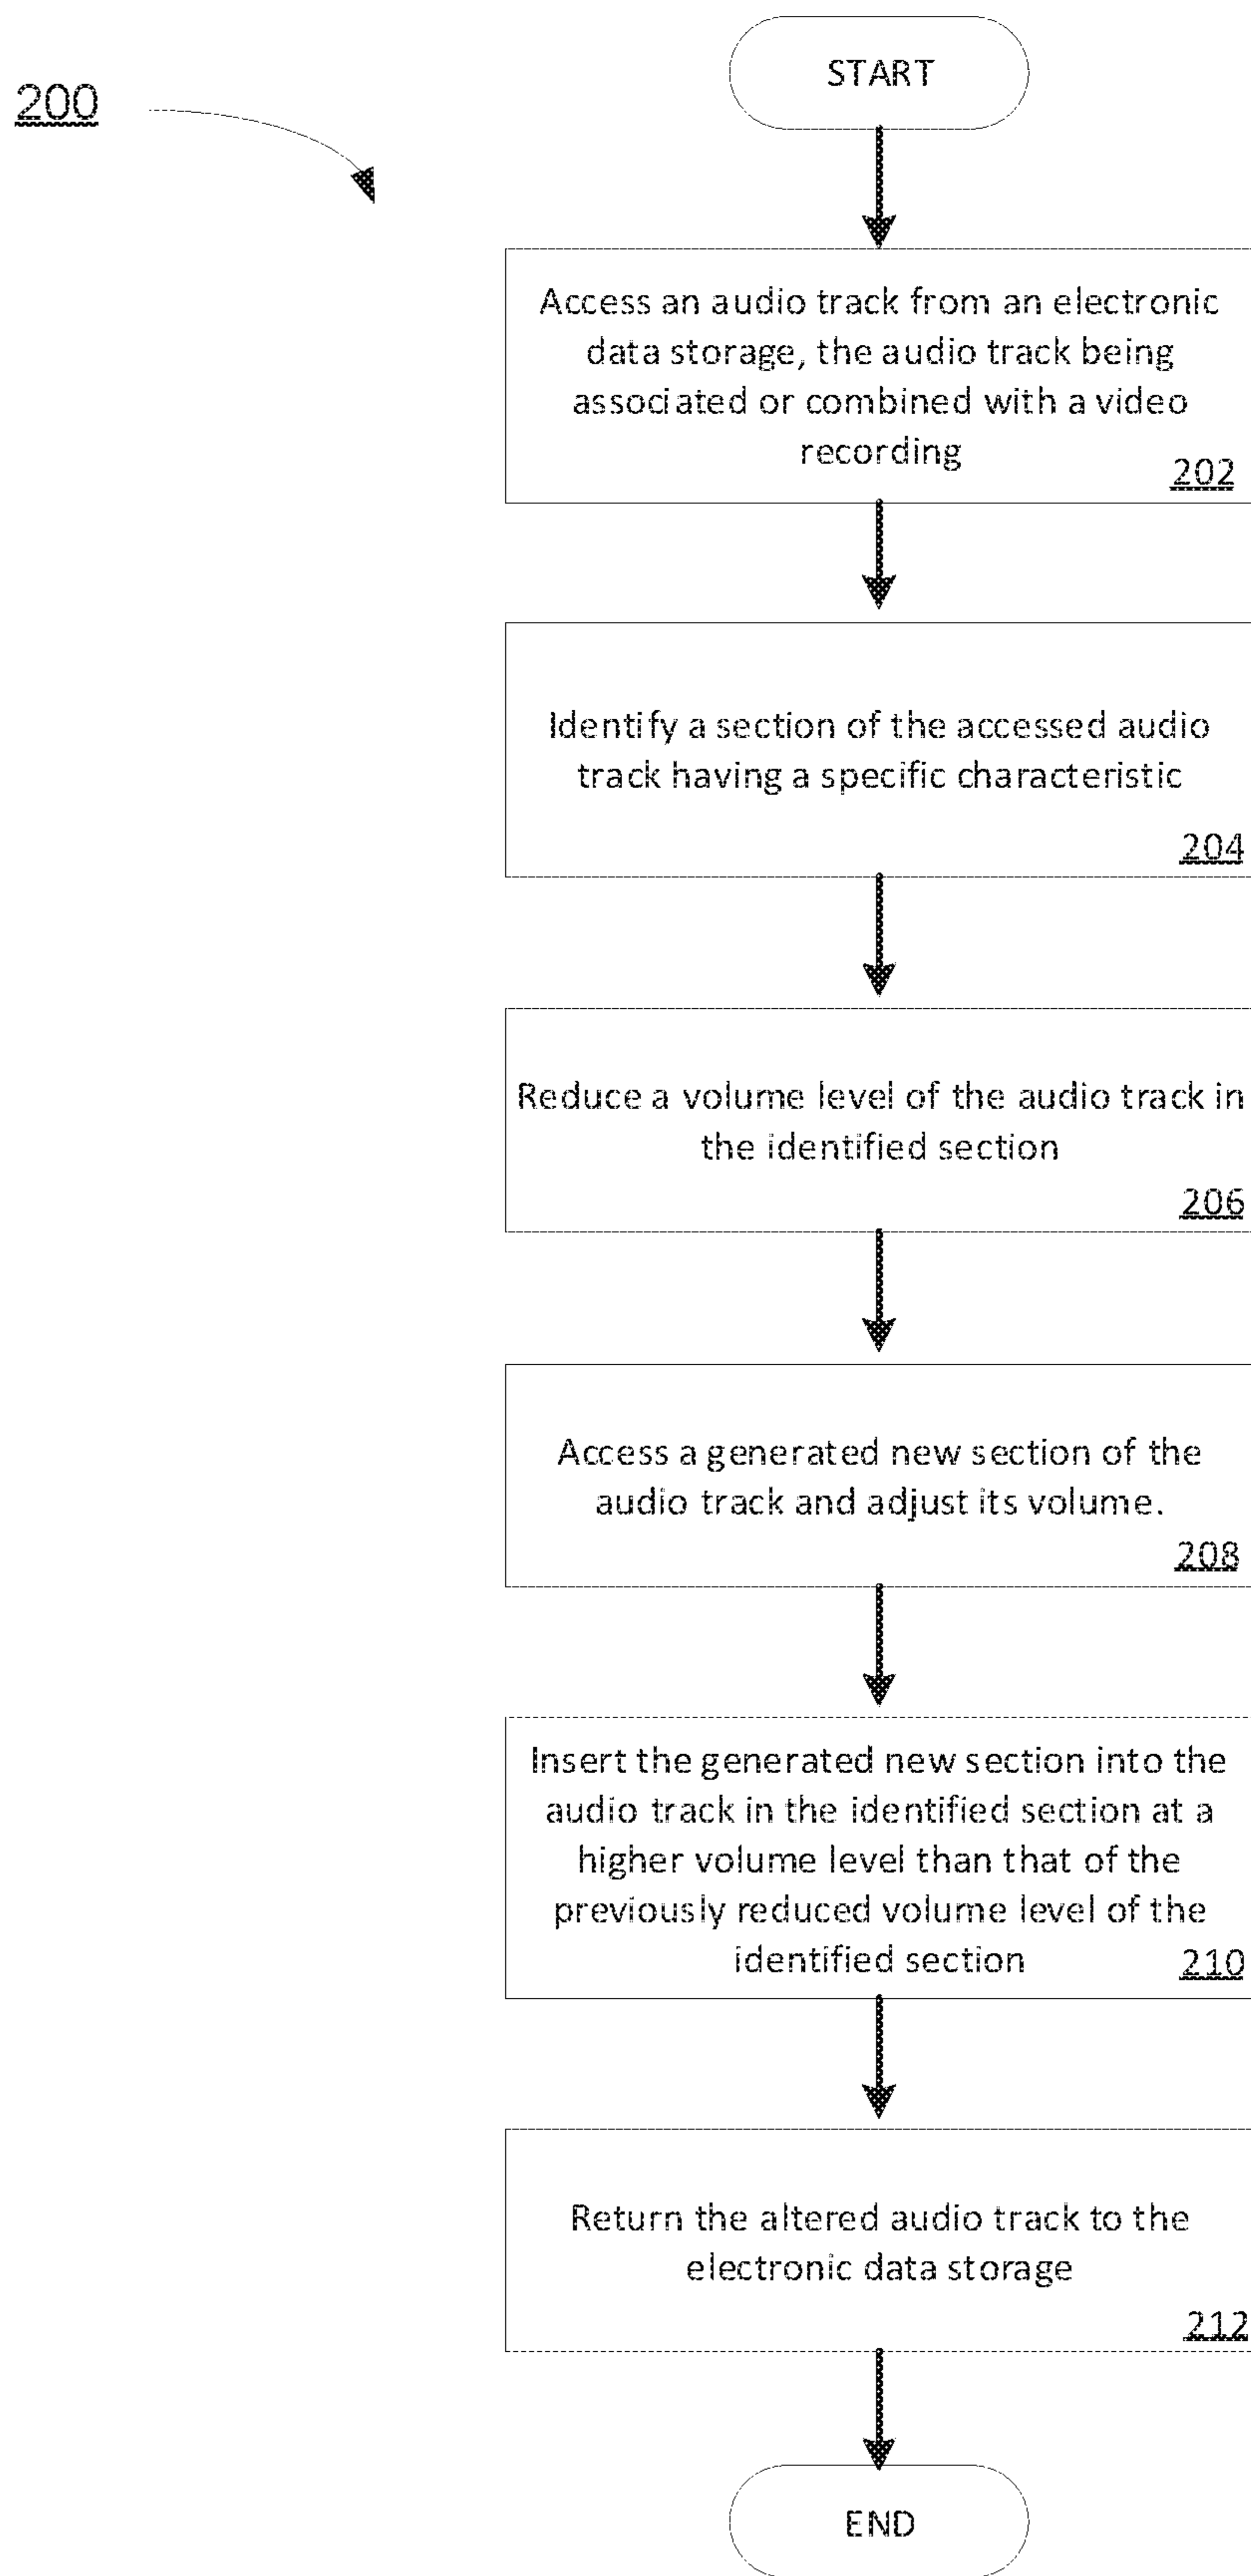 200
START
Access an audio track from an electronic
data storage, the audio track being
associated or combined with a video
recording
202
Identify a section of the accessed audio
track having a specific characteristic
204
Reduce a volume level of the audio track in
the identified section
206
Access a generated new section of the
audio track and adjust its volume.
208
Insert the generated new section into the
audio track in the identified section at a
higher volume level than that of the
previously reduced volume level of the
identified section
210
Return the altered audio track to the
electronic data storage
212
END